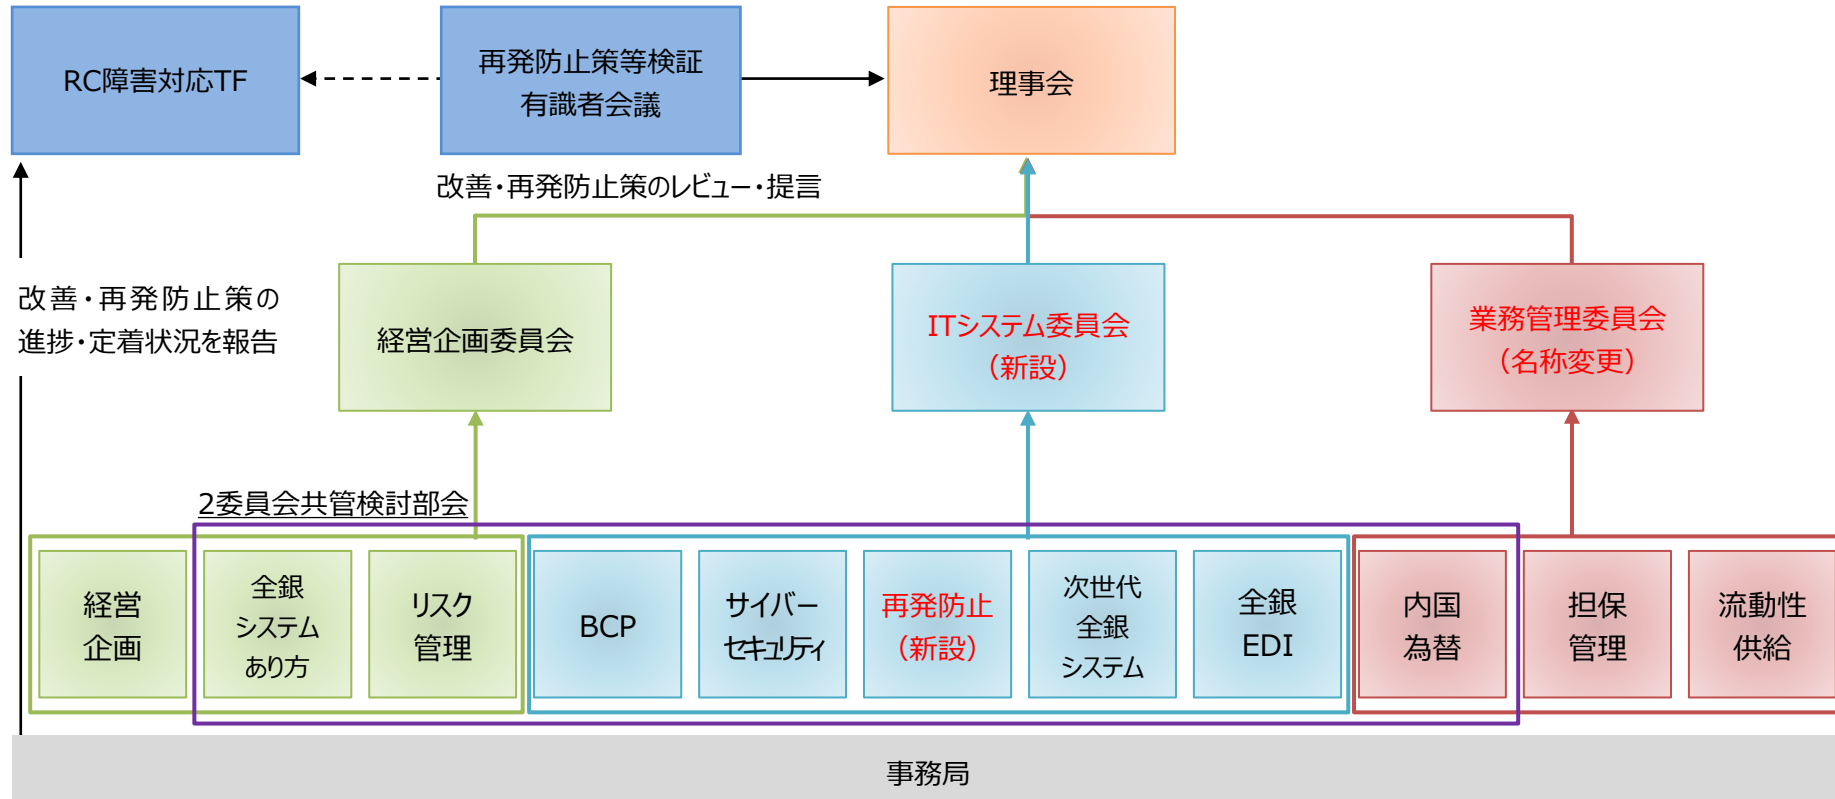 RC障害対応TF
再発防止策等検証
有識者会議
理事会
改善・再発防止策のレビュー・提言
改善・再発防止策の
進捗・定着状況を報告
経営企画委員会
ITシステム委員会
（新設）
業務管理委員会
（名称変更）
2委員会共管検討部会
経営
企画
全銀
システム
あり方
リスク
管理
BCP
サイバー
セキュリティ
再発防止
（新設）
次世代
全銀
システム
全銀
EDI
内国
為替
担保
管理
流動性
供給
事務局